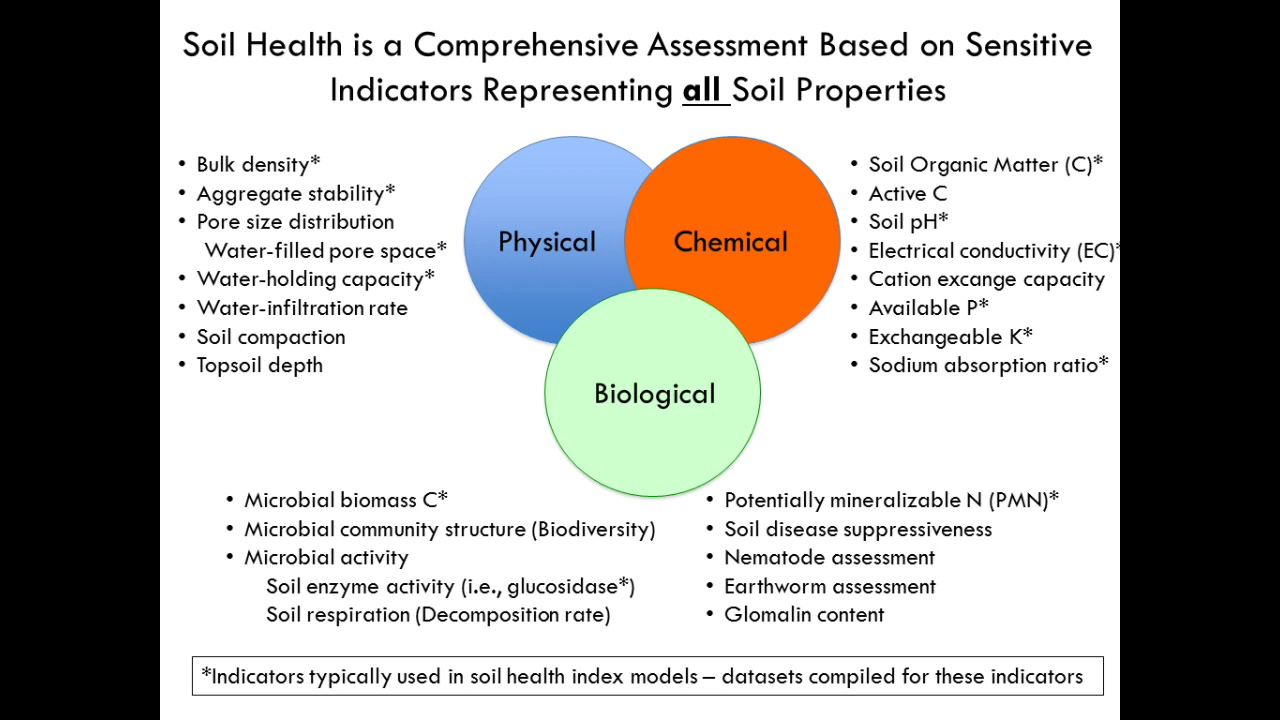 Soil Health is a Comprehensive Assessment Based on Sensitive
Indicators Representing all Soil Properties
• Bulk density*
• Aggregate stability*
• Pore size distribution
Water-filled pore space*
• Water-holding capacity*
• Water-infiltration rate
• Soil compaction
• Topsoil depth
Physical
Chemical
Biological
• Soil Organic Matter (C)*
• Active C
• Soil pH*
• Electrical conductivity (EC)*
• Cation excange capacity
• Available P*
• Exchangeable K*
• Sodium absorption ratio*
• Microbial biomass C*
• Microbial community structure (Biodiversity)
• Microbial activity
Soil enzyme activity (i.e., glucosidase*)
Soil respiration (Decomposition rate)
• Potentially mineralizable N (PMN)*
• Soil disease suppressiveness
• Nematode assessment
• Earthworm assessment
• Glomalin content
*Indicators typically used in soil health index models – datasets compiled for these indicators